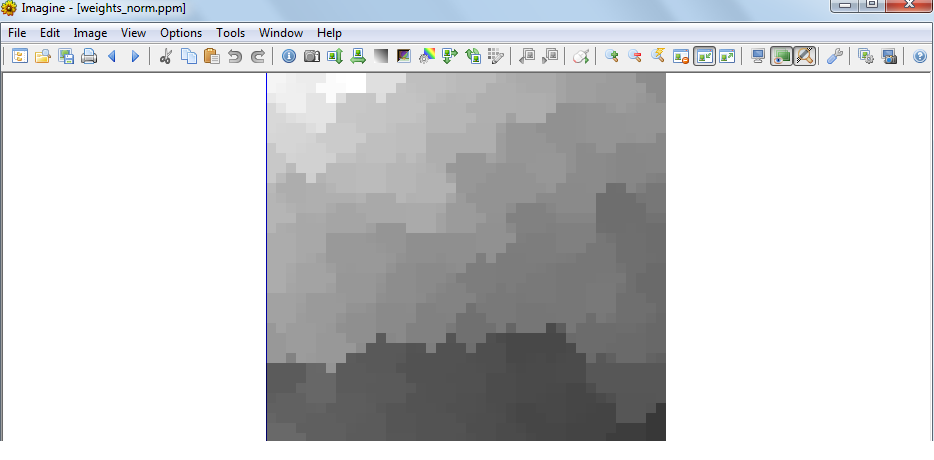 Imagine - [weights_norm.ppm]
File Edit Image View Options Tools Window Help